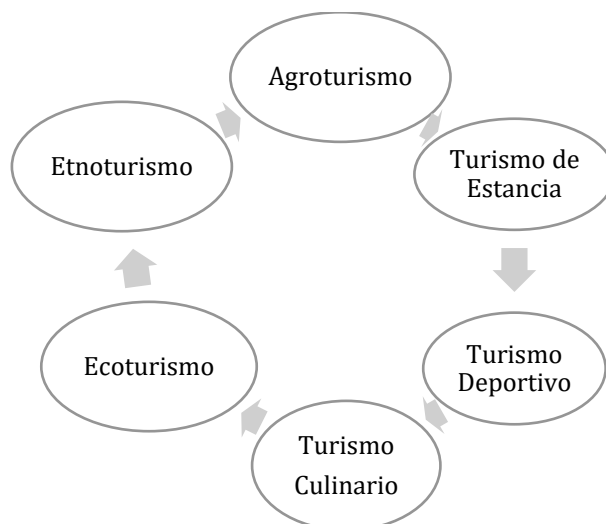 Agroturismo
Turismo de
Estancia
Turismo
Deportivo
Turismo
Culinario
Ecoturismo
Etnoturismo